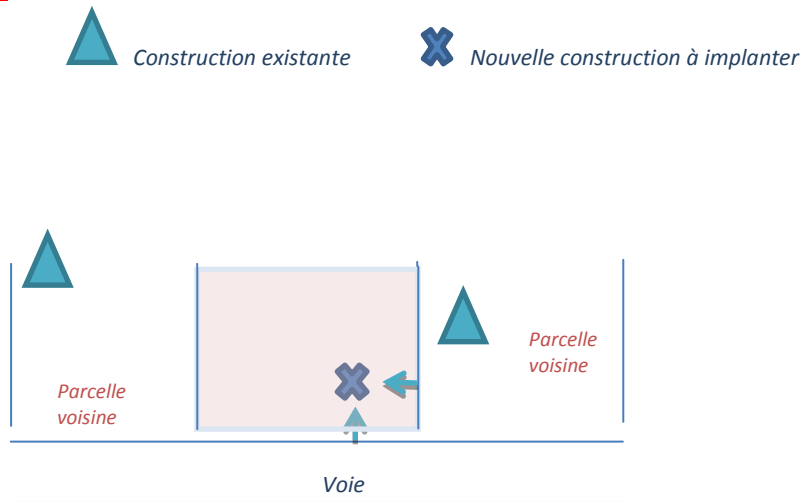 Construction existante
Nouvelle construction à implanter
Parcelle
voisine
Parcelle
voisine
Voie